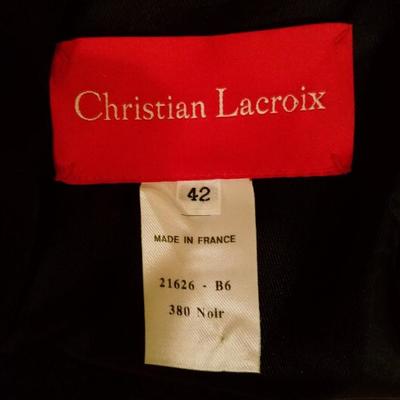 Christian Lacroix
42
MADE IN FRANCE
21626 - B6
380 Noir